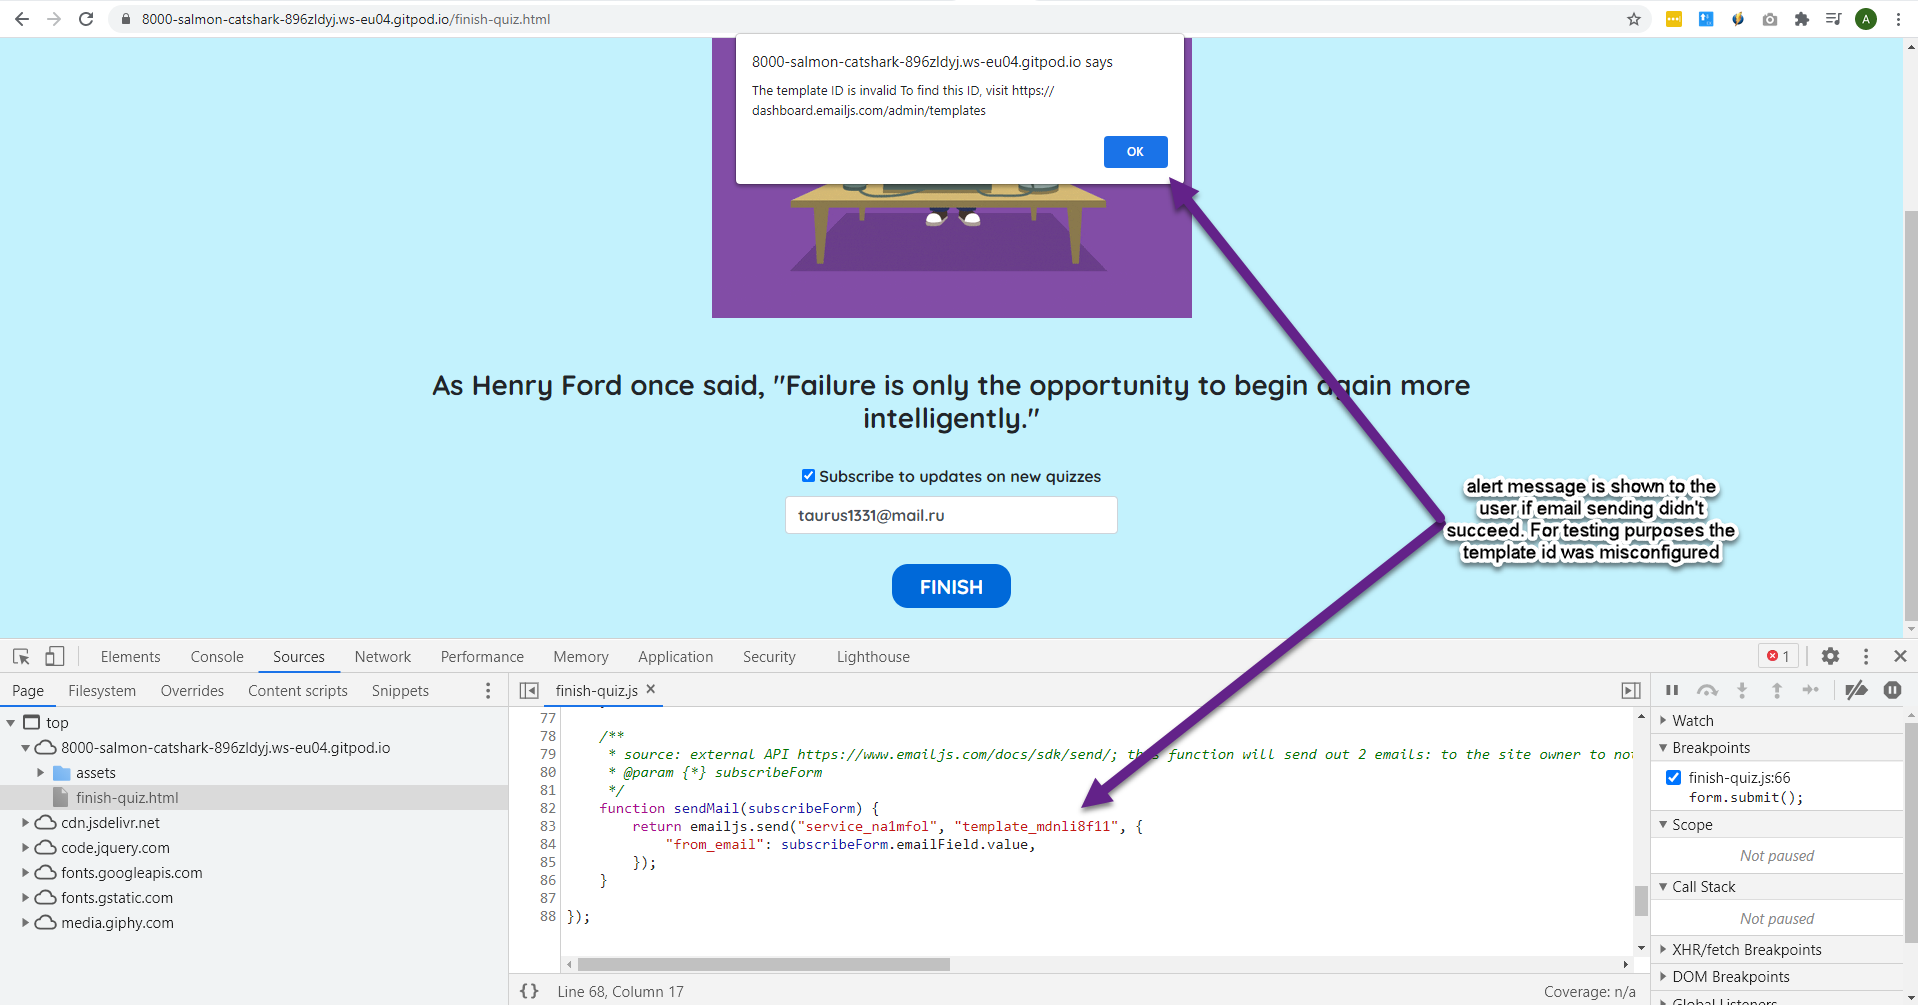 8000-salmon-catshark-896zldyj.ws-eu04.gitpod.io/finish-quiz.html
A
8000-salmon-catshark-896zldyj.ws-eu04.gitpod.io says
The template ID is invalid To find this ID, visit https://
dashboard.emailjs.com/admin/templates
OK
As Henry Ford once said, "Failure is only the opportunity to begin again more
intelligently."
Subscribe to updates on new quizzes
taurus1331@mail.ru
FINISH
alert message is shown to the
user if email sending didn't
succeed. For testing purposes the
template id was misconfigured
Elements Console Sources Network Performance Memory Application Security Lighthouse 1
Page Filesystem Overrides Content scripts Snippets
finish-quiz.js
top
8000-salmon-catshark-896zldyj.ws-eu04.gitpod.io
assets
finish-quiz.html
cdn.jsdelivr.net
code.jquery.com
fonts.googleapis.com
fonts.gstatic.com
media.giphy.com
77
78 /**
79 * source: external API https://www.emailjs.com/docs/sdk/send/; this function will send out 2 emails: to the site owner to no
80 * @param {*} subscribeForm
81 */
82 function sendMail(subscribeForm) {
83 return emailjs.send("service_na1mfol", "template_mdnli8f11", {
84 "from_email": subscribeForm.emailField.value,
85 });
86 }
87
88 });
{} Line 68, Column 17
Coverage: n/a
Watch
Breakpoints
finish-quiz.js:66
form.submit();
Scope
Not paused
Call Stack
Not paused
XHR/fetch Breakpoints
DOM Breakpoints
Global Listeners